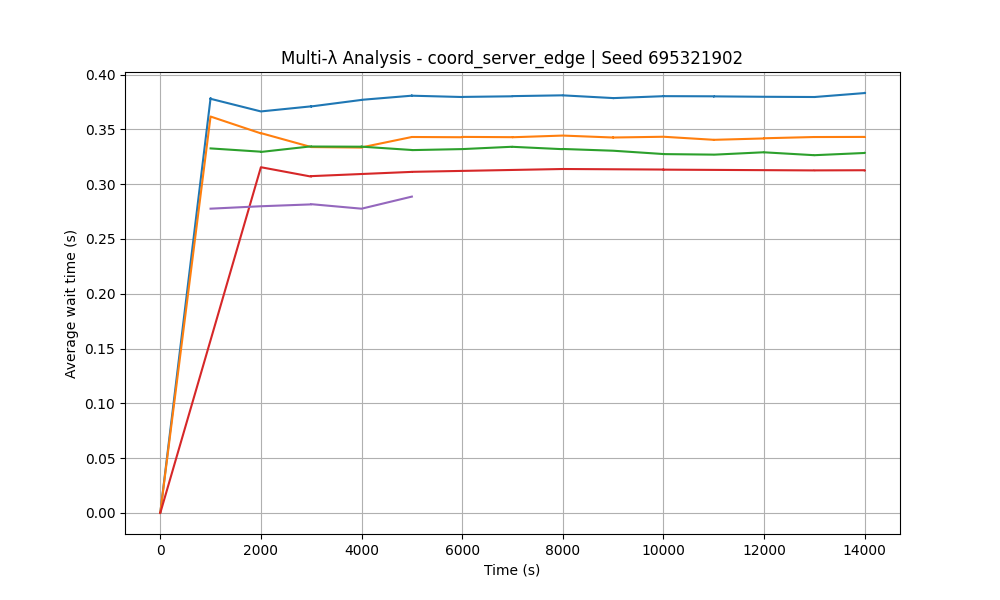 Multi-λ Analysis - coord_server_edge | Seed 695321902
Average wait time (s)
0.40
0.35
0.30
0.25
0.20
0.15
0.10
0.05
0.00
0 2000 4000 6000 8000 10000 12000 14000
Time (s)